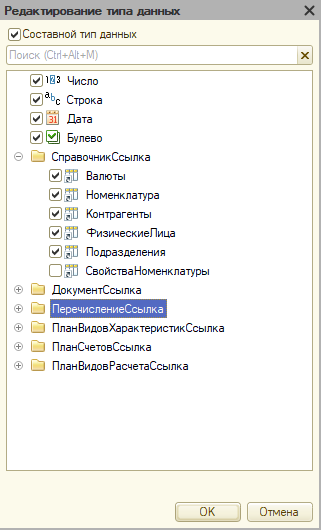 Редактирование типа данных
Составной тип данных
Поиск (Ctrl+Alt+M)
Число
Строка
Дата
Булево
СправочникСсылка
Валюты
Номенклатура
Контрагенты
ФизическиеЛица
Подразделения
СвойстваНоменклатуры
ДокументСсылка
ПеречислениеСсылка
ПланВидовХарактеристикСсылка
ПланСчетовСсылка
ПланВидовРасчетаСсылка
OK Отмена